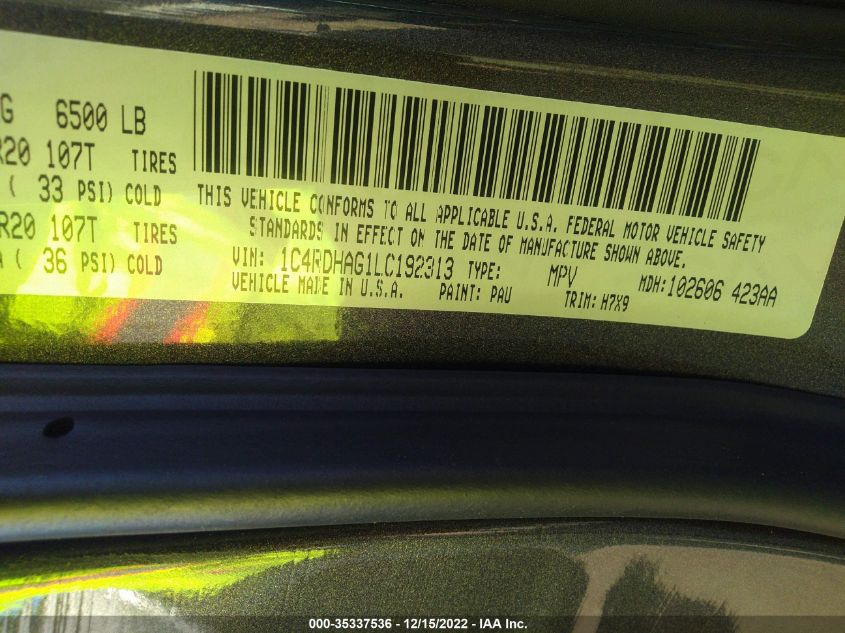 G 6500 LB
R20 107T TIRES
( 33 PSI) COLD
R20 107T TIRES
( 36 PSI) COLD
THIS VEHICLE CONFORMS TO ALL APPLICABLE U.S.A. FEDERAL MOTOR VEHICLE SAFETY
STANDARDS IN EFFECT ON THE DATE OF MANUFACTURE SHOWN ABOVE.
VIN: 1C4RDHAG1LC192313 TYPE: MPV MDH:102606 423AA
VEHICLE MADE IN U.S.A. PAINT: PAU TRIM: H7X9
000-35337536 - 12/15/2022 - IAA Inc.